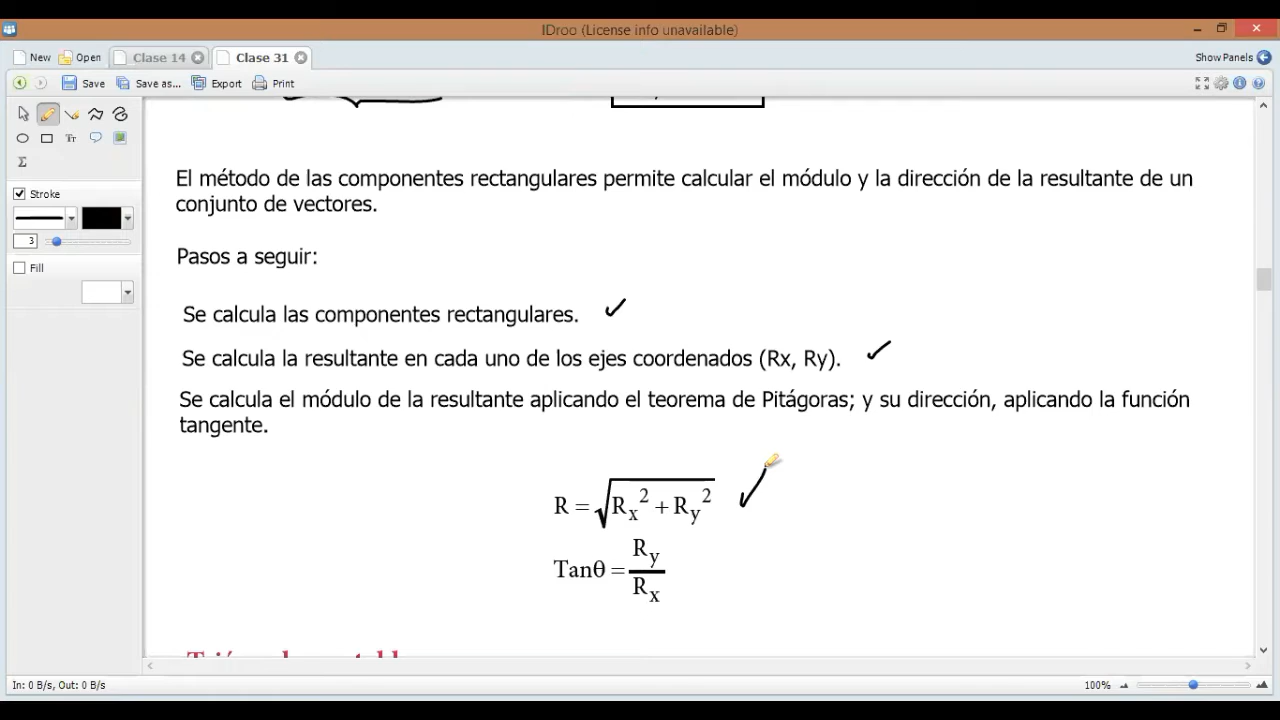 IDroo (License info unavailable)
New Open Clase 14 Clase 31 Show Panels
Save Save as... Export Print
Stroke
3
Fill
El método de las componentes rectangulares permite calcular el módulo y la dirección de la resultante de un
conjunto de vectores.
Pasos a seguir:
Se calcula las componentes rectangulares.
Se calcula la resultante en cada uno de los ejes coordenados (Rx, Ry).
Se calcula el módulo de la resultante aplicando el teorema de Pitágoras; y su dirección, aplicando la función
tangente.
R = √(Rx² + Ry²)
Tanθ = Ry/Rx
In: 0 B/s, Out: 0 B/s 100%